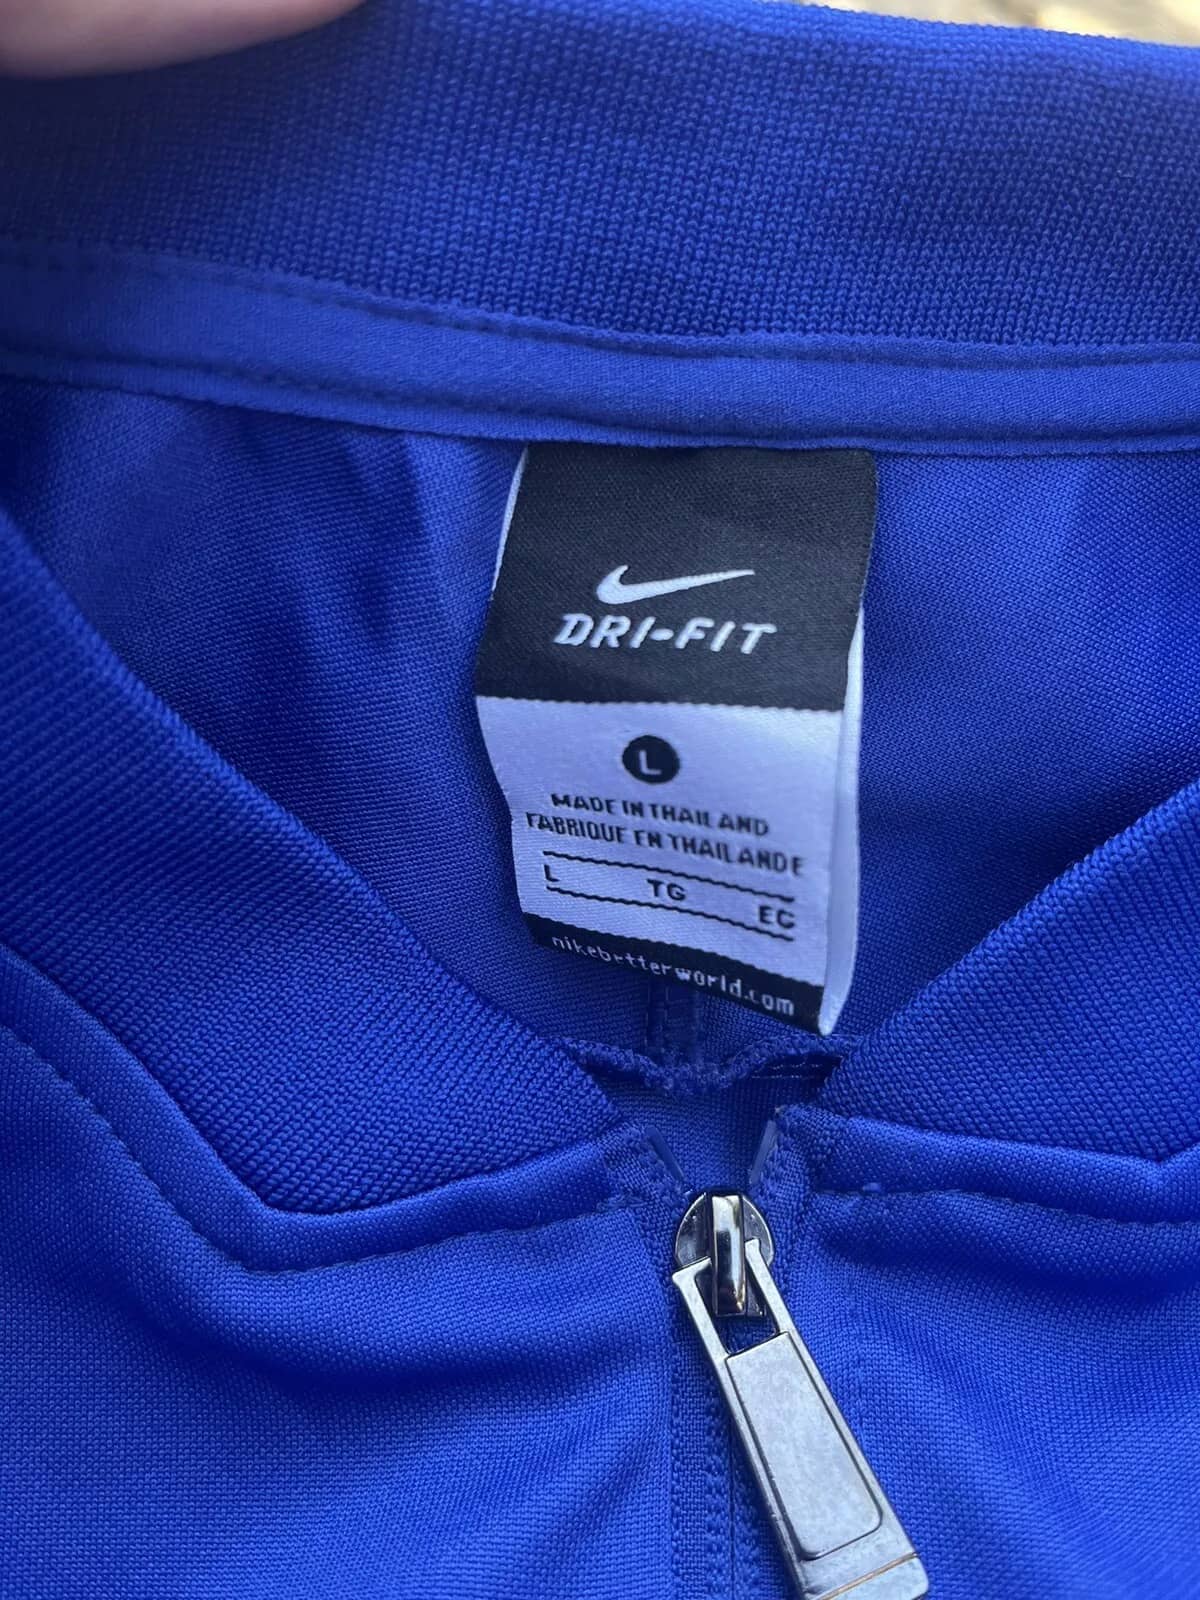 DRI-FIT
L
MADE IN THAILAND
FABRIQUE EN THAILANDE
L TG EC
nikebetterworld.com